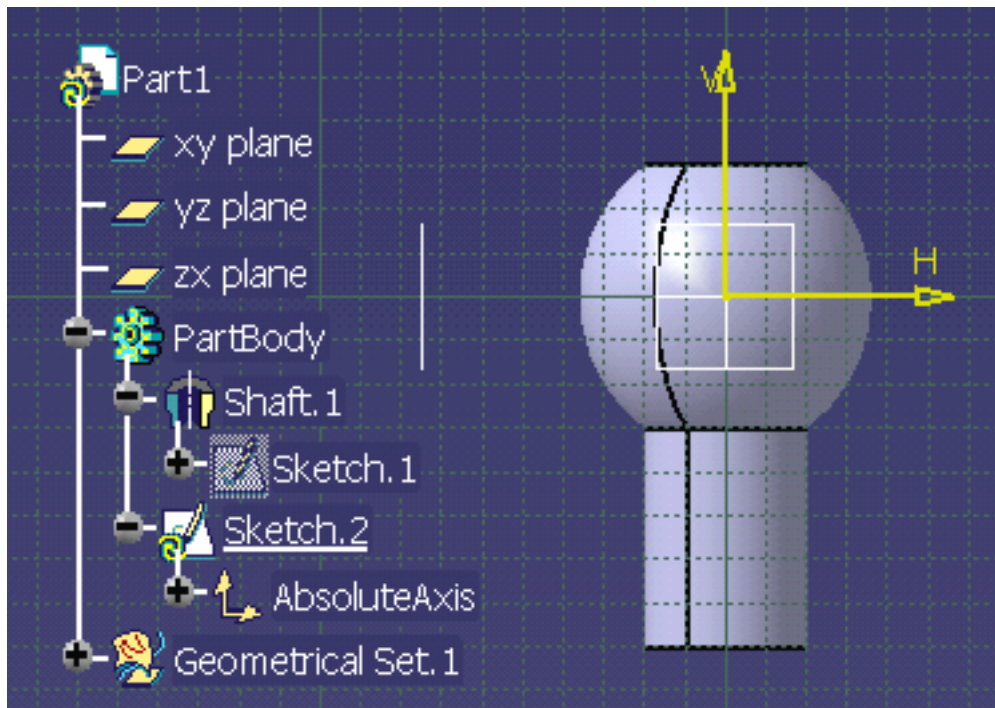 Part1
xy plane
yz plane
zx plane
PartBody
Shaft.1
Sketch.1
Sketch.2
AbsoluteAxis
Geometrical Set.1
V
H